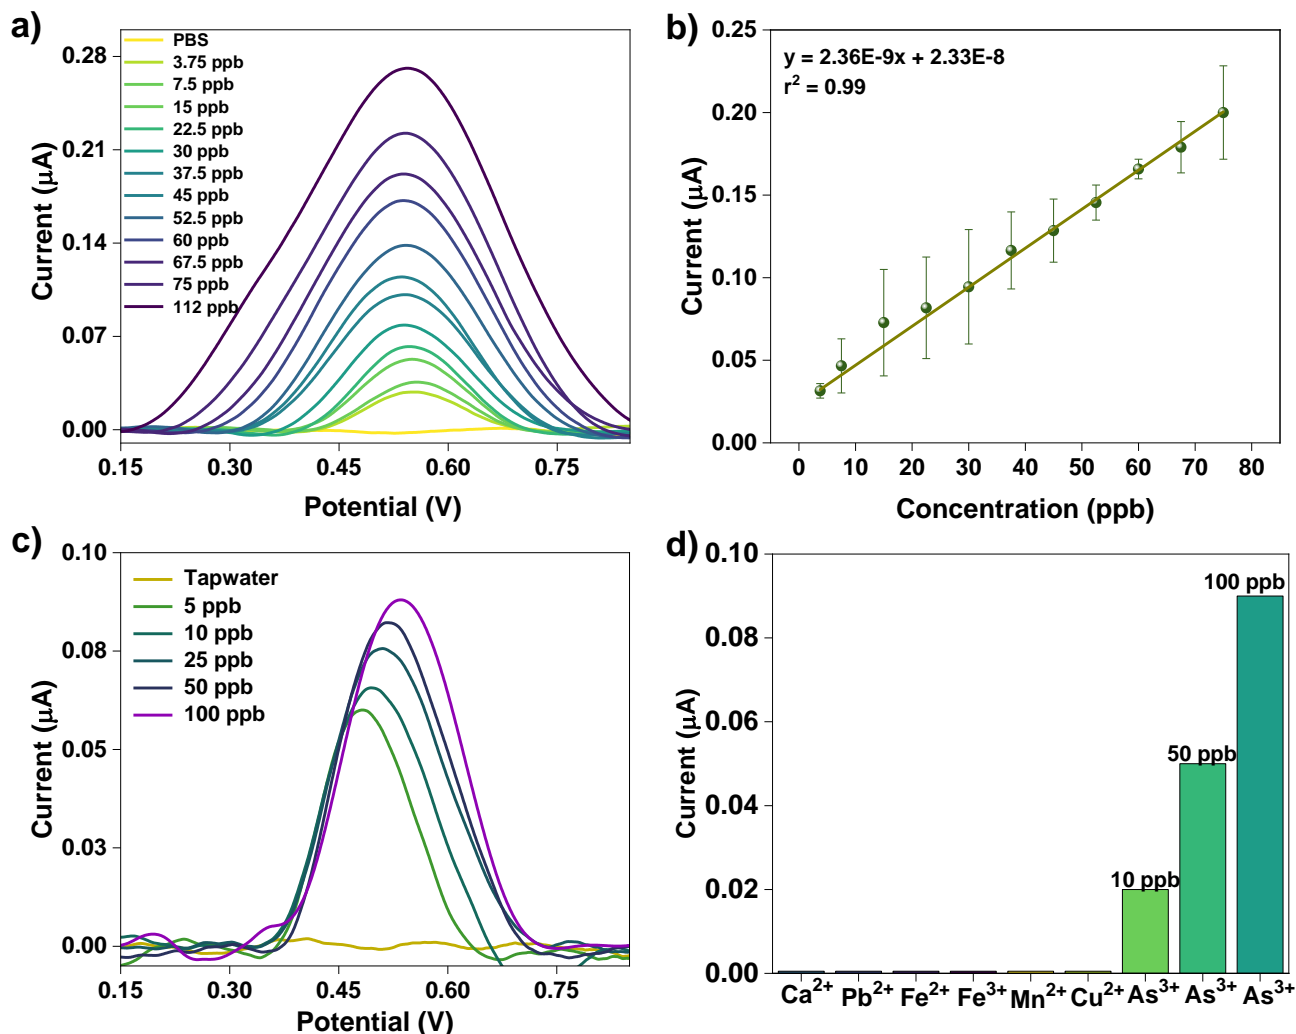 a)
PBS
3.75 ppb
7.5 ppb
15 ppb
22.5 ppb
30 ppb
37.5 ppb
45 ppb
52.5 ppb
60 ppb
67.5 ppb
75 ppb
112 ppb
0.28
0.21
0.14
0.07
0.00
Current (μA)
0.15 0.30 0.45 0.60 0.75
Potential (V)
b)
y = 2.36E-9x + 2.33E-8
r² = 0.99
0.25
0.20
0.15
0.10
0.05
0.00
Current (μA)
0 10 20 30 40 50 60 70 80
Concentration (ppb)
c)
Tapwater
5 ppb
10 ppb
25 ppb
50 ppb
100 ppb
0.10
0.08
0.05
0.03
0.00
Current (μA)
0.15 0.30 0.45 0.60 0.75
Potential (V)
d)
100 ppb
50 ppb
10 ppb
0.10
0.08
0.06
0.04
0.02
0.00
Current (μA)
Ca²⁺ Pb²⁺ Fe²⁺ Fe³⁺ Mn²⁺ Cu²⁺ As³⁺ As³⁺ As³⁺